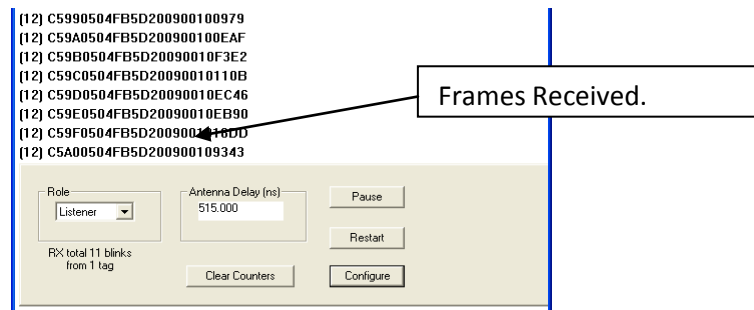 (12) C5990504FB5D200900100979
(12) C59A0504FB5D200900100EAF
(12) C59B0504FB5D20090010F3E2
(12) C59C0504FB5D20090010110B
(12) C59D0504FB5D20090010EC46
(12) C59E0504FB5D20090010EB90
(12)
(12) C5A00504FB5D200900109343
Frames Received.
Role
Listener
Antenna Delay (ns)
515.000
Pause
Restart
RX total 11 blinks
from 1 tag
Clear Counters
Configure